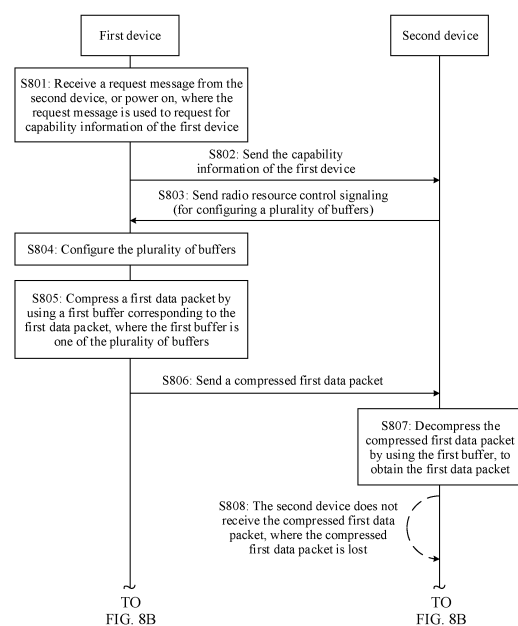 First device
Second device
S801: Receive a request message from the
second device, or power on, where the
request message is used to request for
capability information of the first device
S802: Send the capability
information of the first device
S803: Send radio resource control signaling
(for configuring a plurality of buffers)
S804: Configure the plurality of buffers
S805: Compress a first data packet by
using a first buffer corresponding to the
first data packet, where the first buffer is
one of the plurality of buffers
S806: Send a compressed first data packet
S807: Decompress the
compressed first data packet
by using the first buffer, to
obtain the first data packet
S808: The second device does not
receive the compressed first data
packet, where the compressed
first data packet is lost
TO
FIG. 8B
TO
FIG. 8B